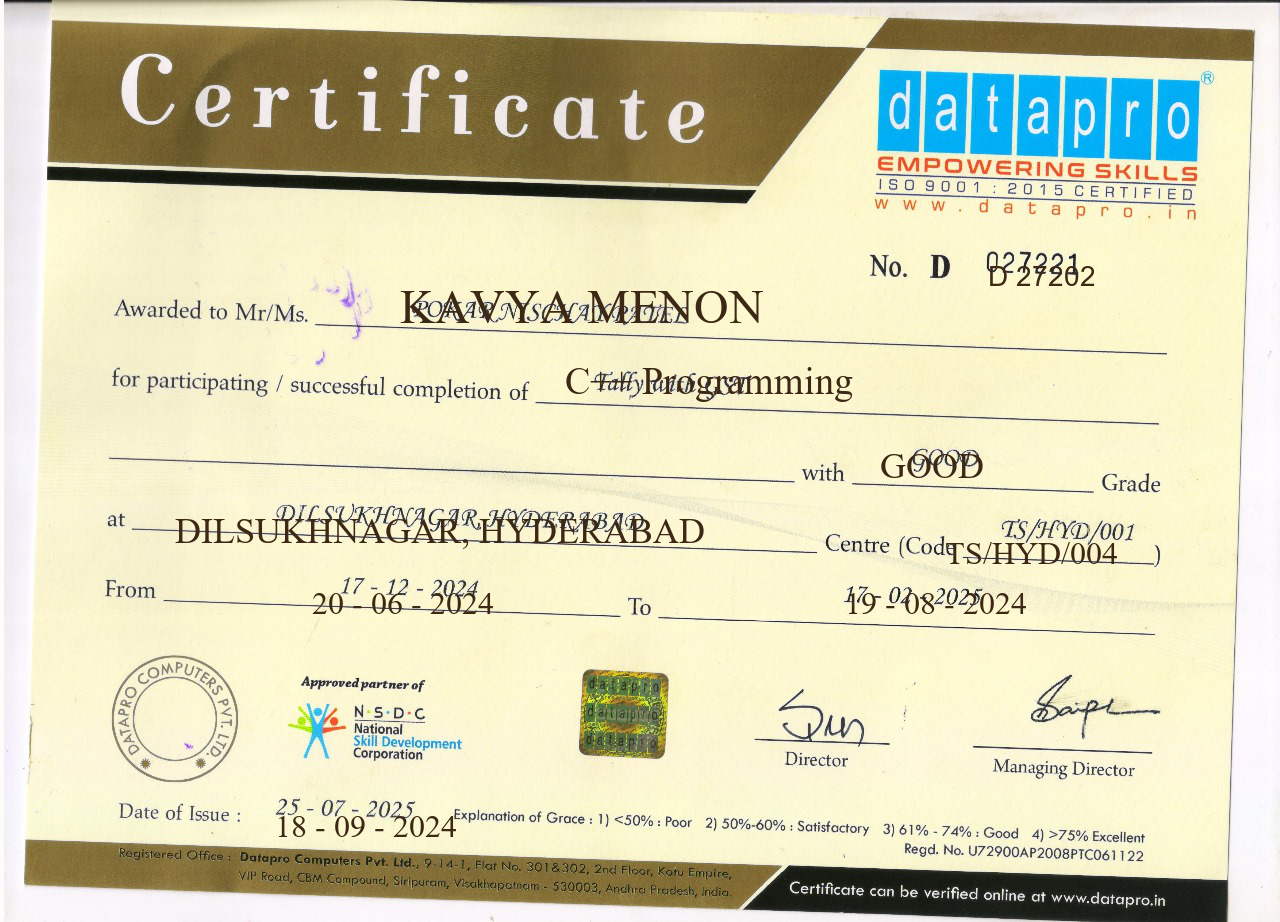 Certificate
datapro®
EMPOWERING SKILLS
ISO 9001 : 2015 CERTIFIED
www.datapro.in
No. D 027221
D 27202
Awarded to Mr/Ms. KAVYA MENON
for participating / successful completion of C++ Programming
Tally with GST
with GOOD Grade
GOOD
DILSUKHNAGAR, HYDERABAD
TS/HYD/001
at DILSUKHNAGAR, HYDERABAD Centre (Code TS/HYD/004 )
17 - 12 - 2024
17 - 02 - 2025
From 20 - 06 - 2024 To 19 - 08 - 2024
DATAPRO COMPUTERS PVT. LTD.
Approved partner of
N·S·D·C
National
Skill Development
Corporation
datapro
datapro
datapro
Director
Managing Director
Date of Issue : 25 - 07 - 2025
18 - 09 - 2024
Explanation of Grace : 1) <50% : Poor 2) 50%-60% : Satisfactory 3) 61% - 74% : Good 4) >75% Excellent
Regd. No. U72900AP2008PTC061122
Registered Office : Datapro Computers Pvt. Ltd., 9-14-1, Flat No. 301&302, 2nd Floor, Kotu Empire,
VIP Road, CBM Compound, Siripuram, Visakhapatnam - 530003, Andhra Pradesh, India.
Certificate can be verified online at www.datapro.in